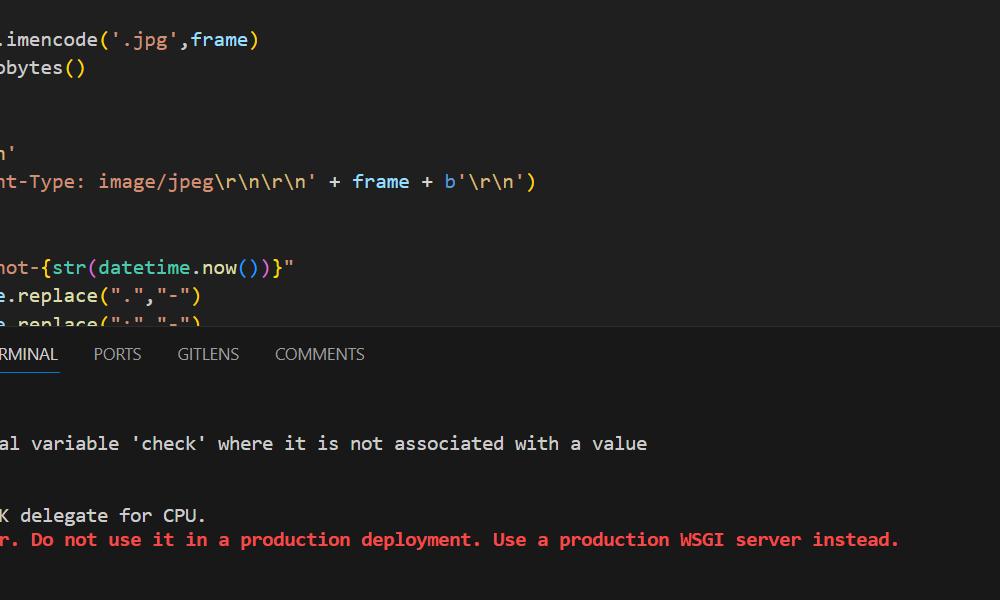 .imencode('.jpg',frame)
obytes()
n'
nt-Type: image/jpeg\r\n\r\n' + frame + b'\r\n')
not-{str(datetime.now())}"
e.replace(".","-")
e.replace(":","-")
RMINAL PORTS GITLENS COMMENTS
al variable 'check' where it is not associated with a value
K delegate for CPU.
r. Do not use it in a production deployment. Use a production WSGI server instead.